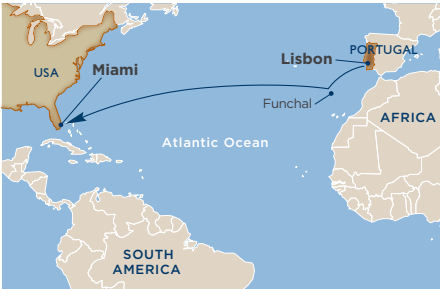 PORTUGAL
Lisbon
USA
Miami
Funchal
AFRICA
Atlantic Ocean
SOUTH
AMERICA